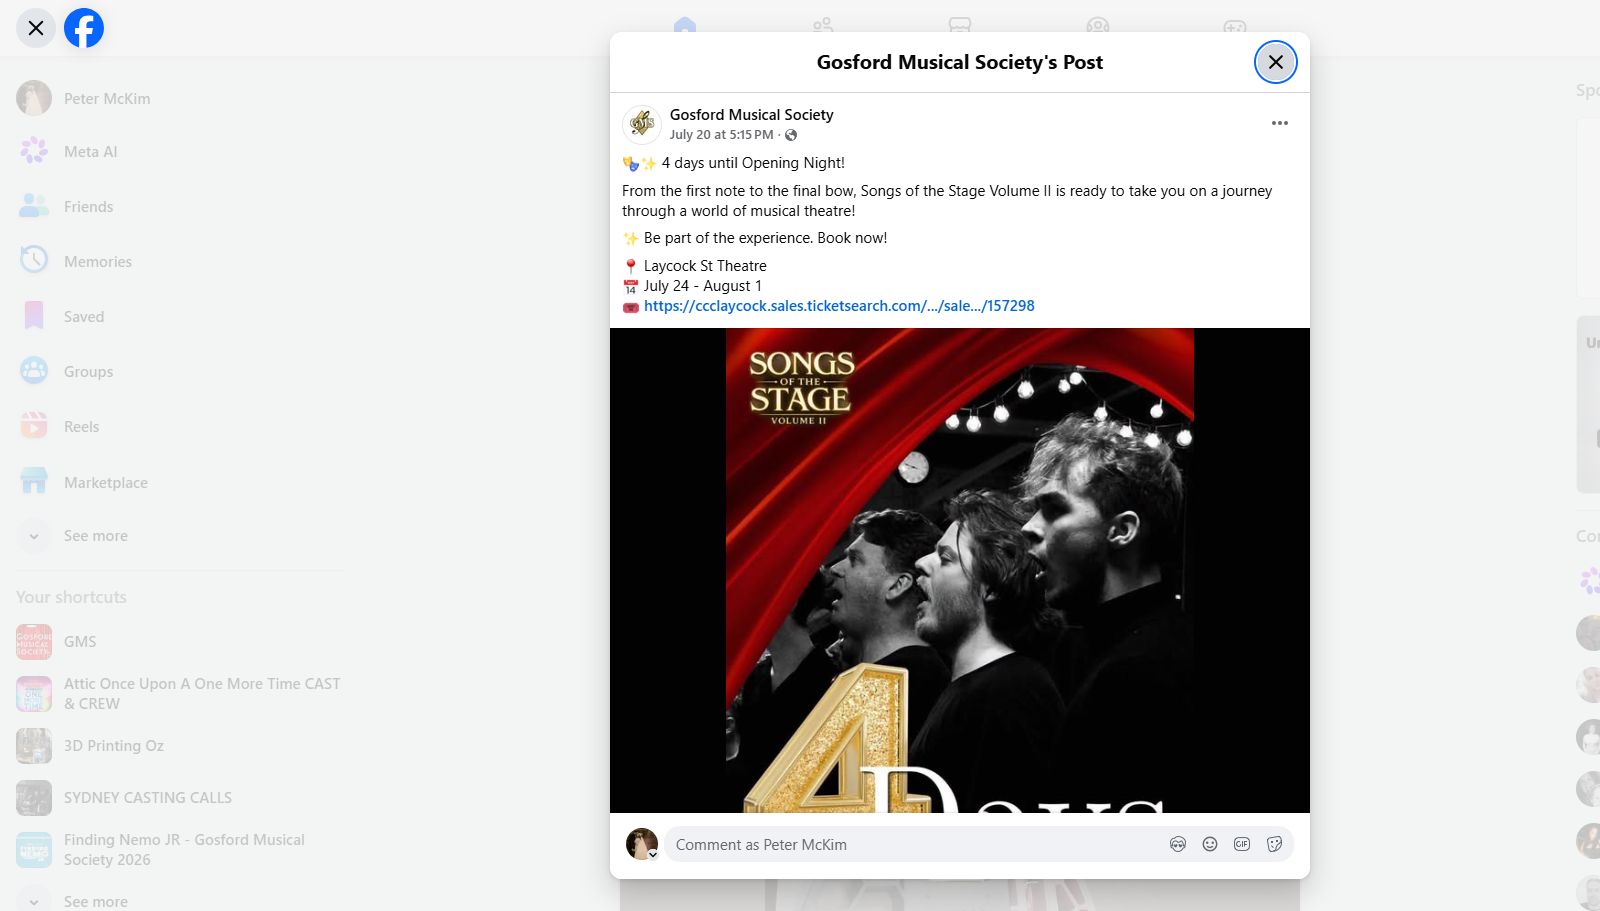 Gosford Musical Society's Post
Gosford Musical Society
July 20 at 5:15 PM ·
4 days until Opening Night!
From the first note to the final bow, Songs of the Stage Volume II is ready to take you on a journey
through a world of musical theatre!
Be part of the experience. Book now!
Laycock St Theatre
July 24 - August 1
https://ccclaycock.sales.ticketsearch.com/.../sale.../157298
SONGS
OF THE
STAGE
VOLUME II
4
Days
Comment as Peter McKim
GIF
Peter McKim
Meta AI
Friends
Memories
Saved
Groups
Reels
Marketplace
See more
Your shortcuts
GMS
Attic Once Upon A One More Time CAST
& CREW
3D Printing Oz
SYDNEY CASTING CALLS
Finding Nemo JR - Gosford Musical
Society 2026
See more